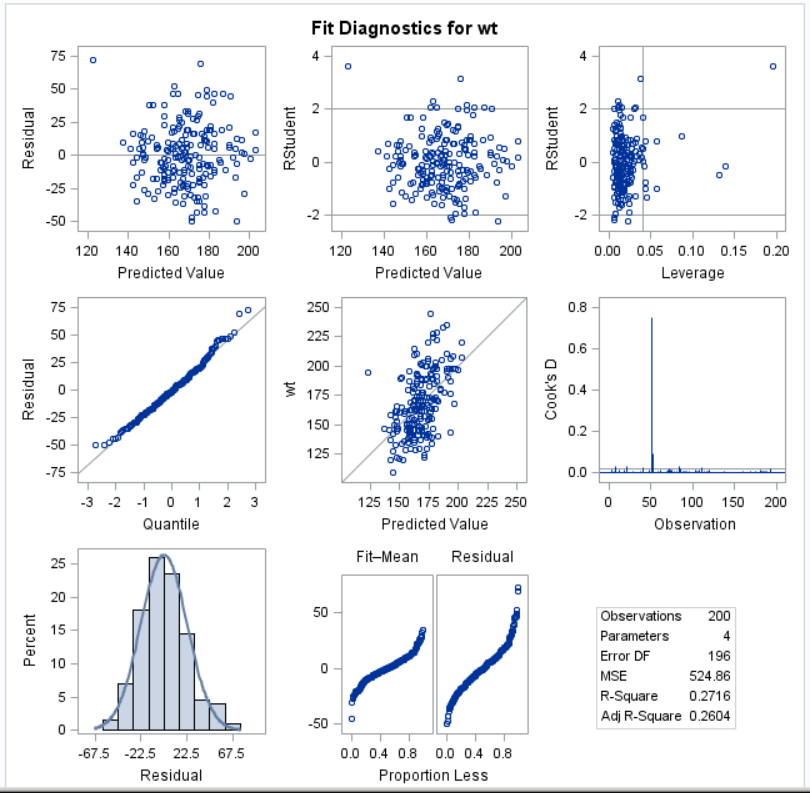 Fit Diagnostics for wt
75
50
25
0
-25
-50
Residual
120 140 160 180 200
Predicted Value
4
2
0
-2
RStudent
120 140 160 180 200
Predicted Value
4
2
0
-2
RStudent
0.00 0.05 0.10 0.15 0.20
Leverage
75
50
25
0
-25
-50
-75
Residual
-3 -2 -1 0 1 2 3
Quantile
250
225
200
175
150
125
wt
125 150 175 200 225 250
Predicted Value
0.8
0.6
0.4
0.2
0.0
Cook's D
0 50 100 150 200
Observation
25
20
15
10
5
0
Percent
-67.5 -22.5 22.5 67.5
Residual
Fit–Mean Residual
50
0
-50
0.0 0.4 0.8 0.0 0.4 0.8
Proportion Less
Observations 200
Parameters 4
Error DF 196
MSE 524.86
R-Square 0.2716
Adj R-Square 0.2604